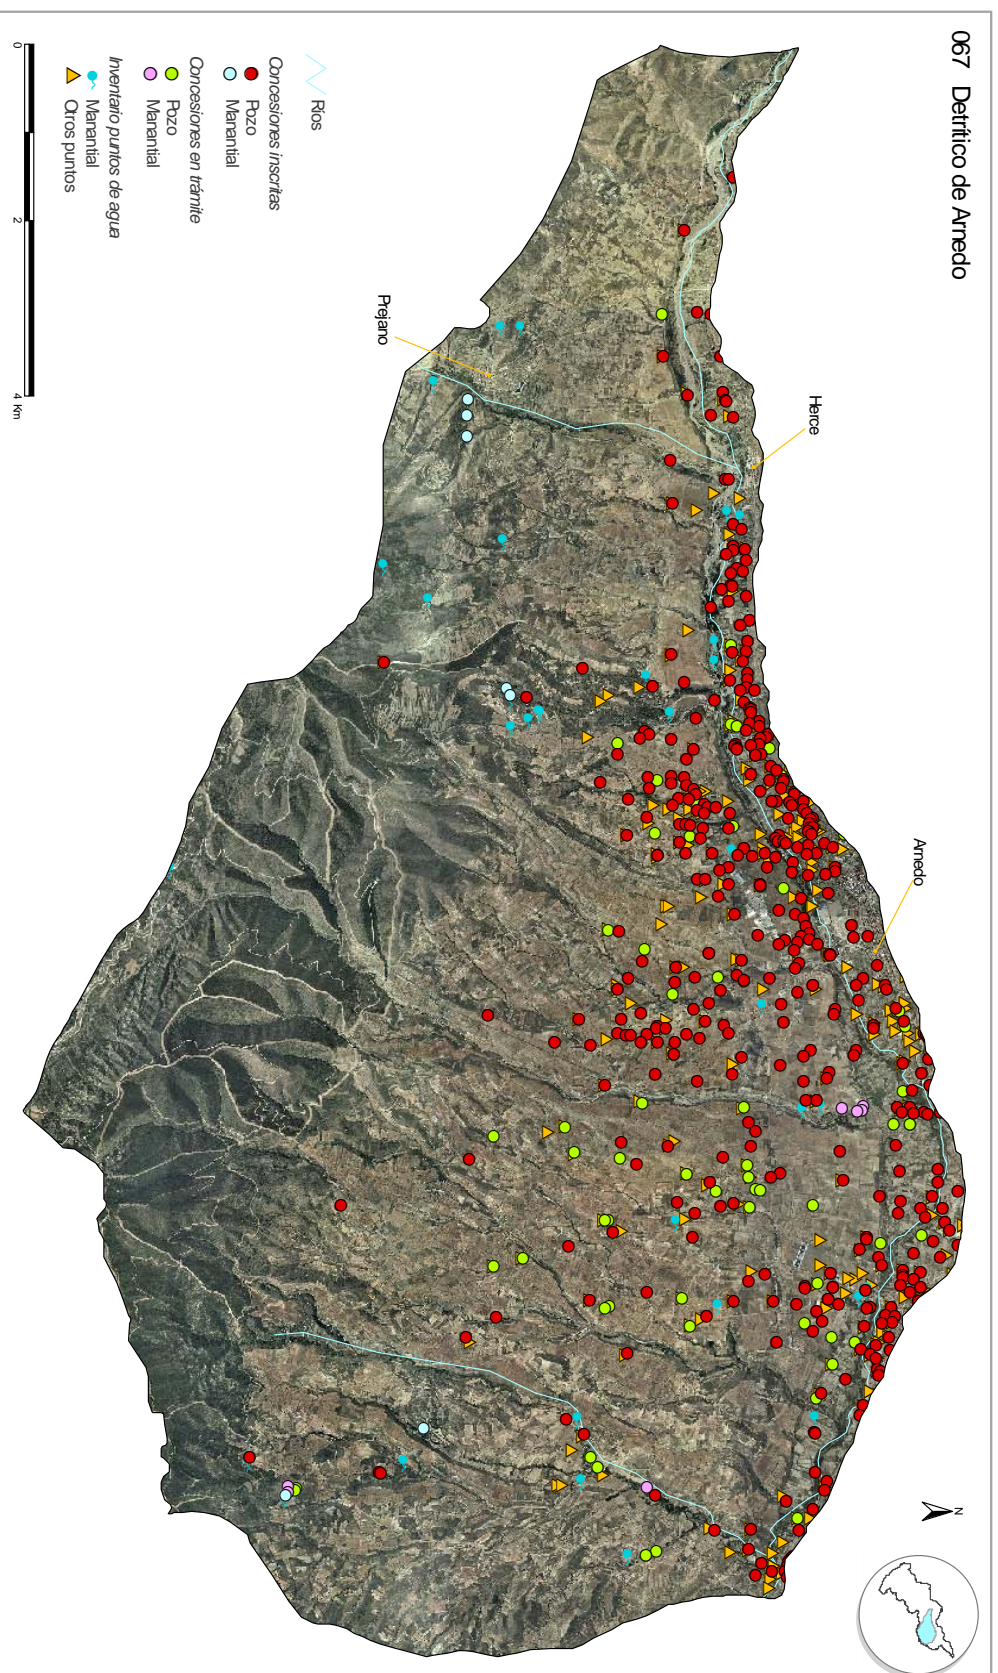 067 Detrítico de Arnedo
Ríos
Concesiones inscritas
Pozo
Manantial
Concesiones en trámite
Pozo
Manantial
Inventario puntos de agua
Manantial
Otros puntos
0 2 4 Km
Prejano
Herce
Arnedo
N